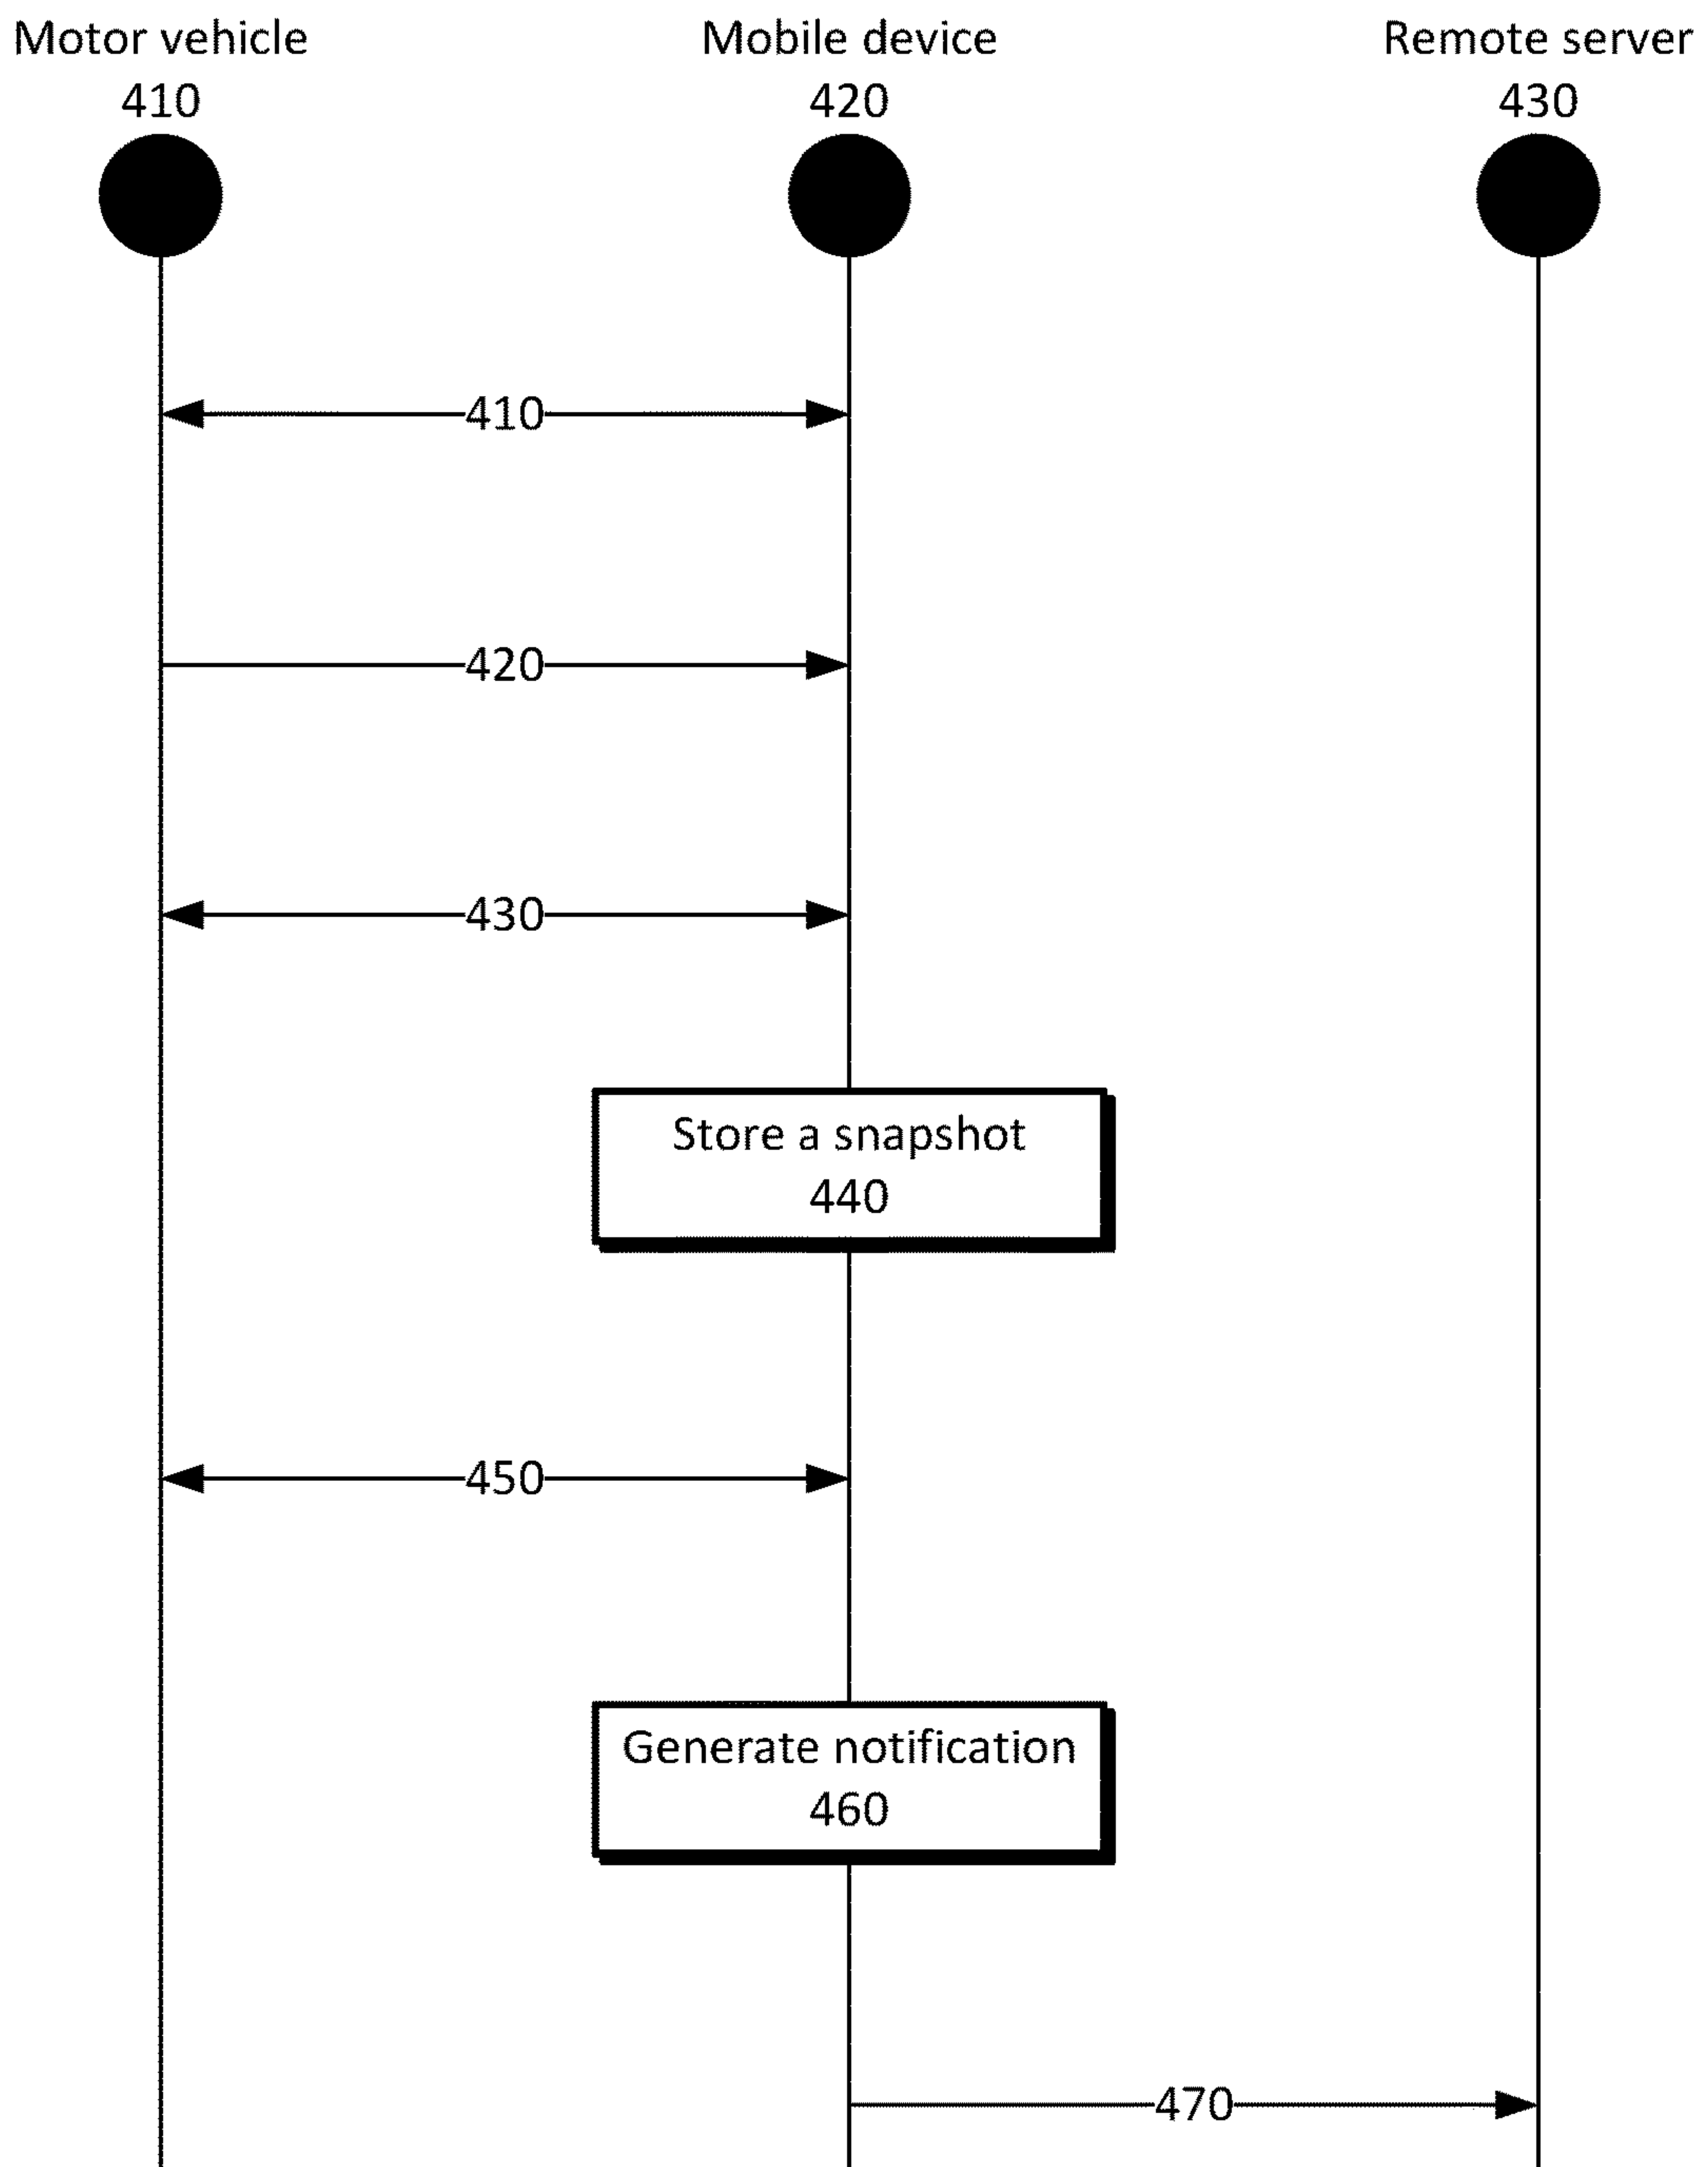 Motor vehicle
410
Mobile device
420
Remote server
430
410
420
430
Store a snapshot
440
450
Generate notification
460
470